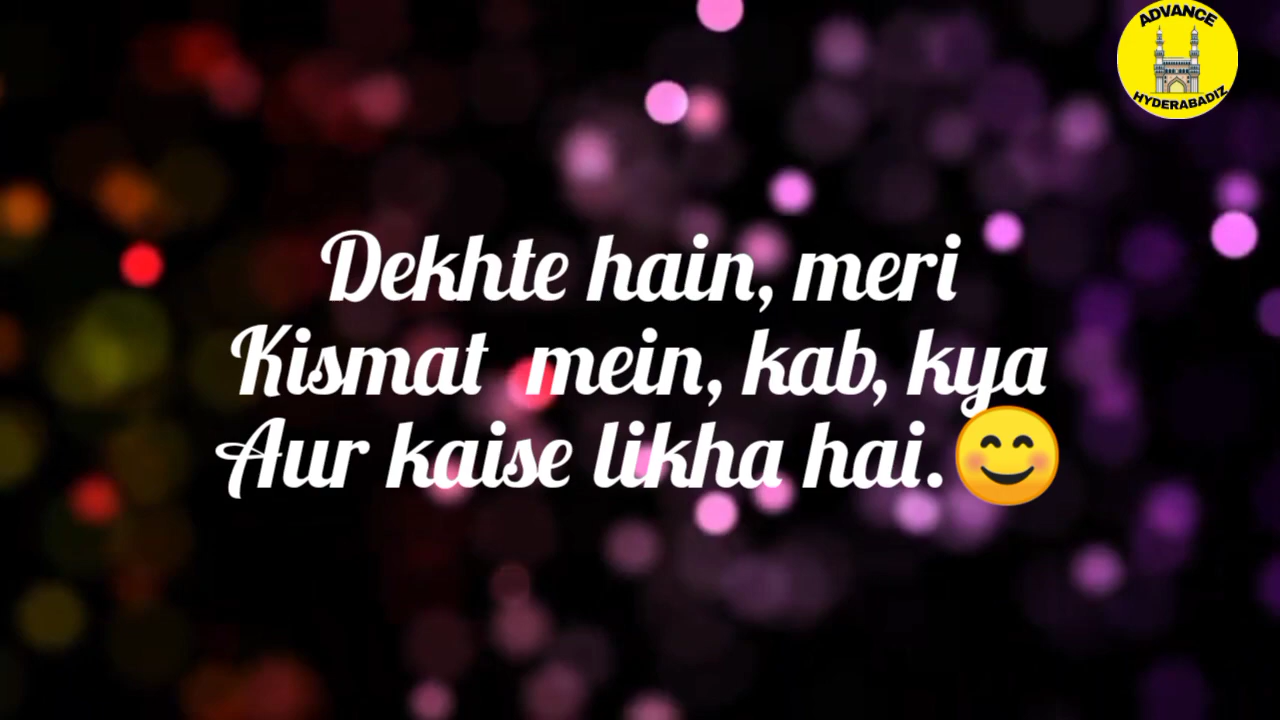 ADVANCE
HYDERABADIZ
Dekhte hain, meri
Kismat mein, kab, kya
Aur kaise likha hai.😊